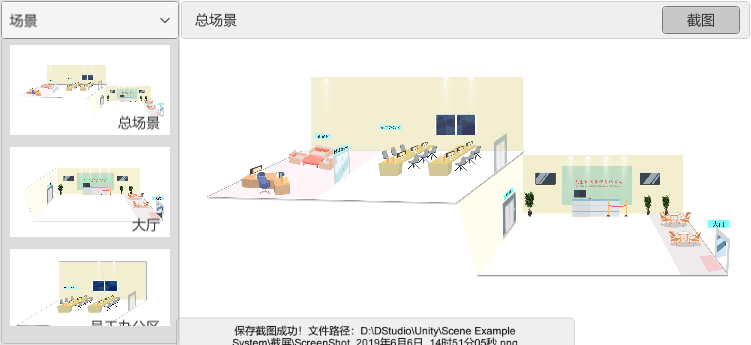 场景
总场景
截图
总场景
大厅
员工办公区
大门
保存截图成功！文件路径：D:\DStudio\Unity\Scene Example
System\截屏\ScreenShot_2019年6月6日_14时51分05秒.png